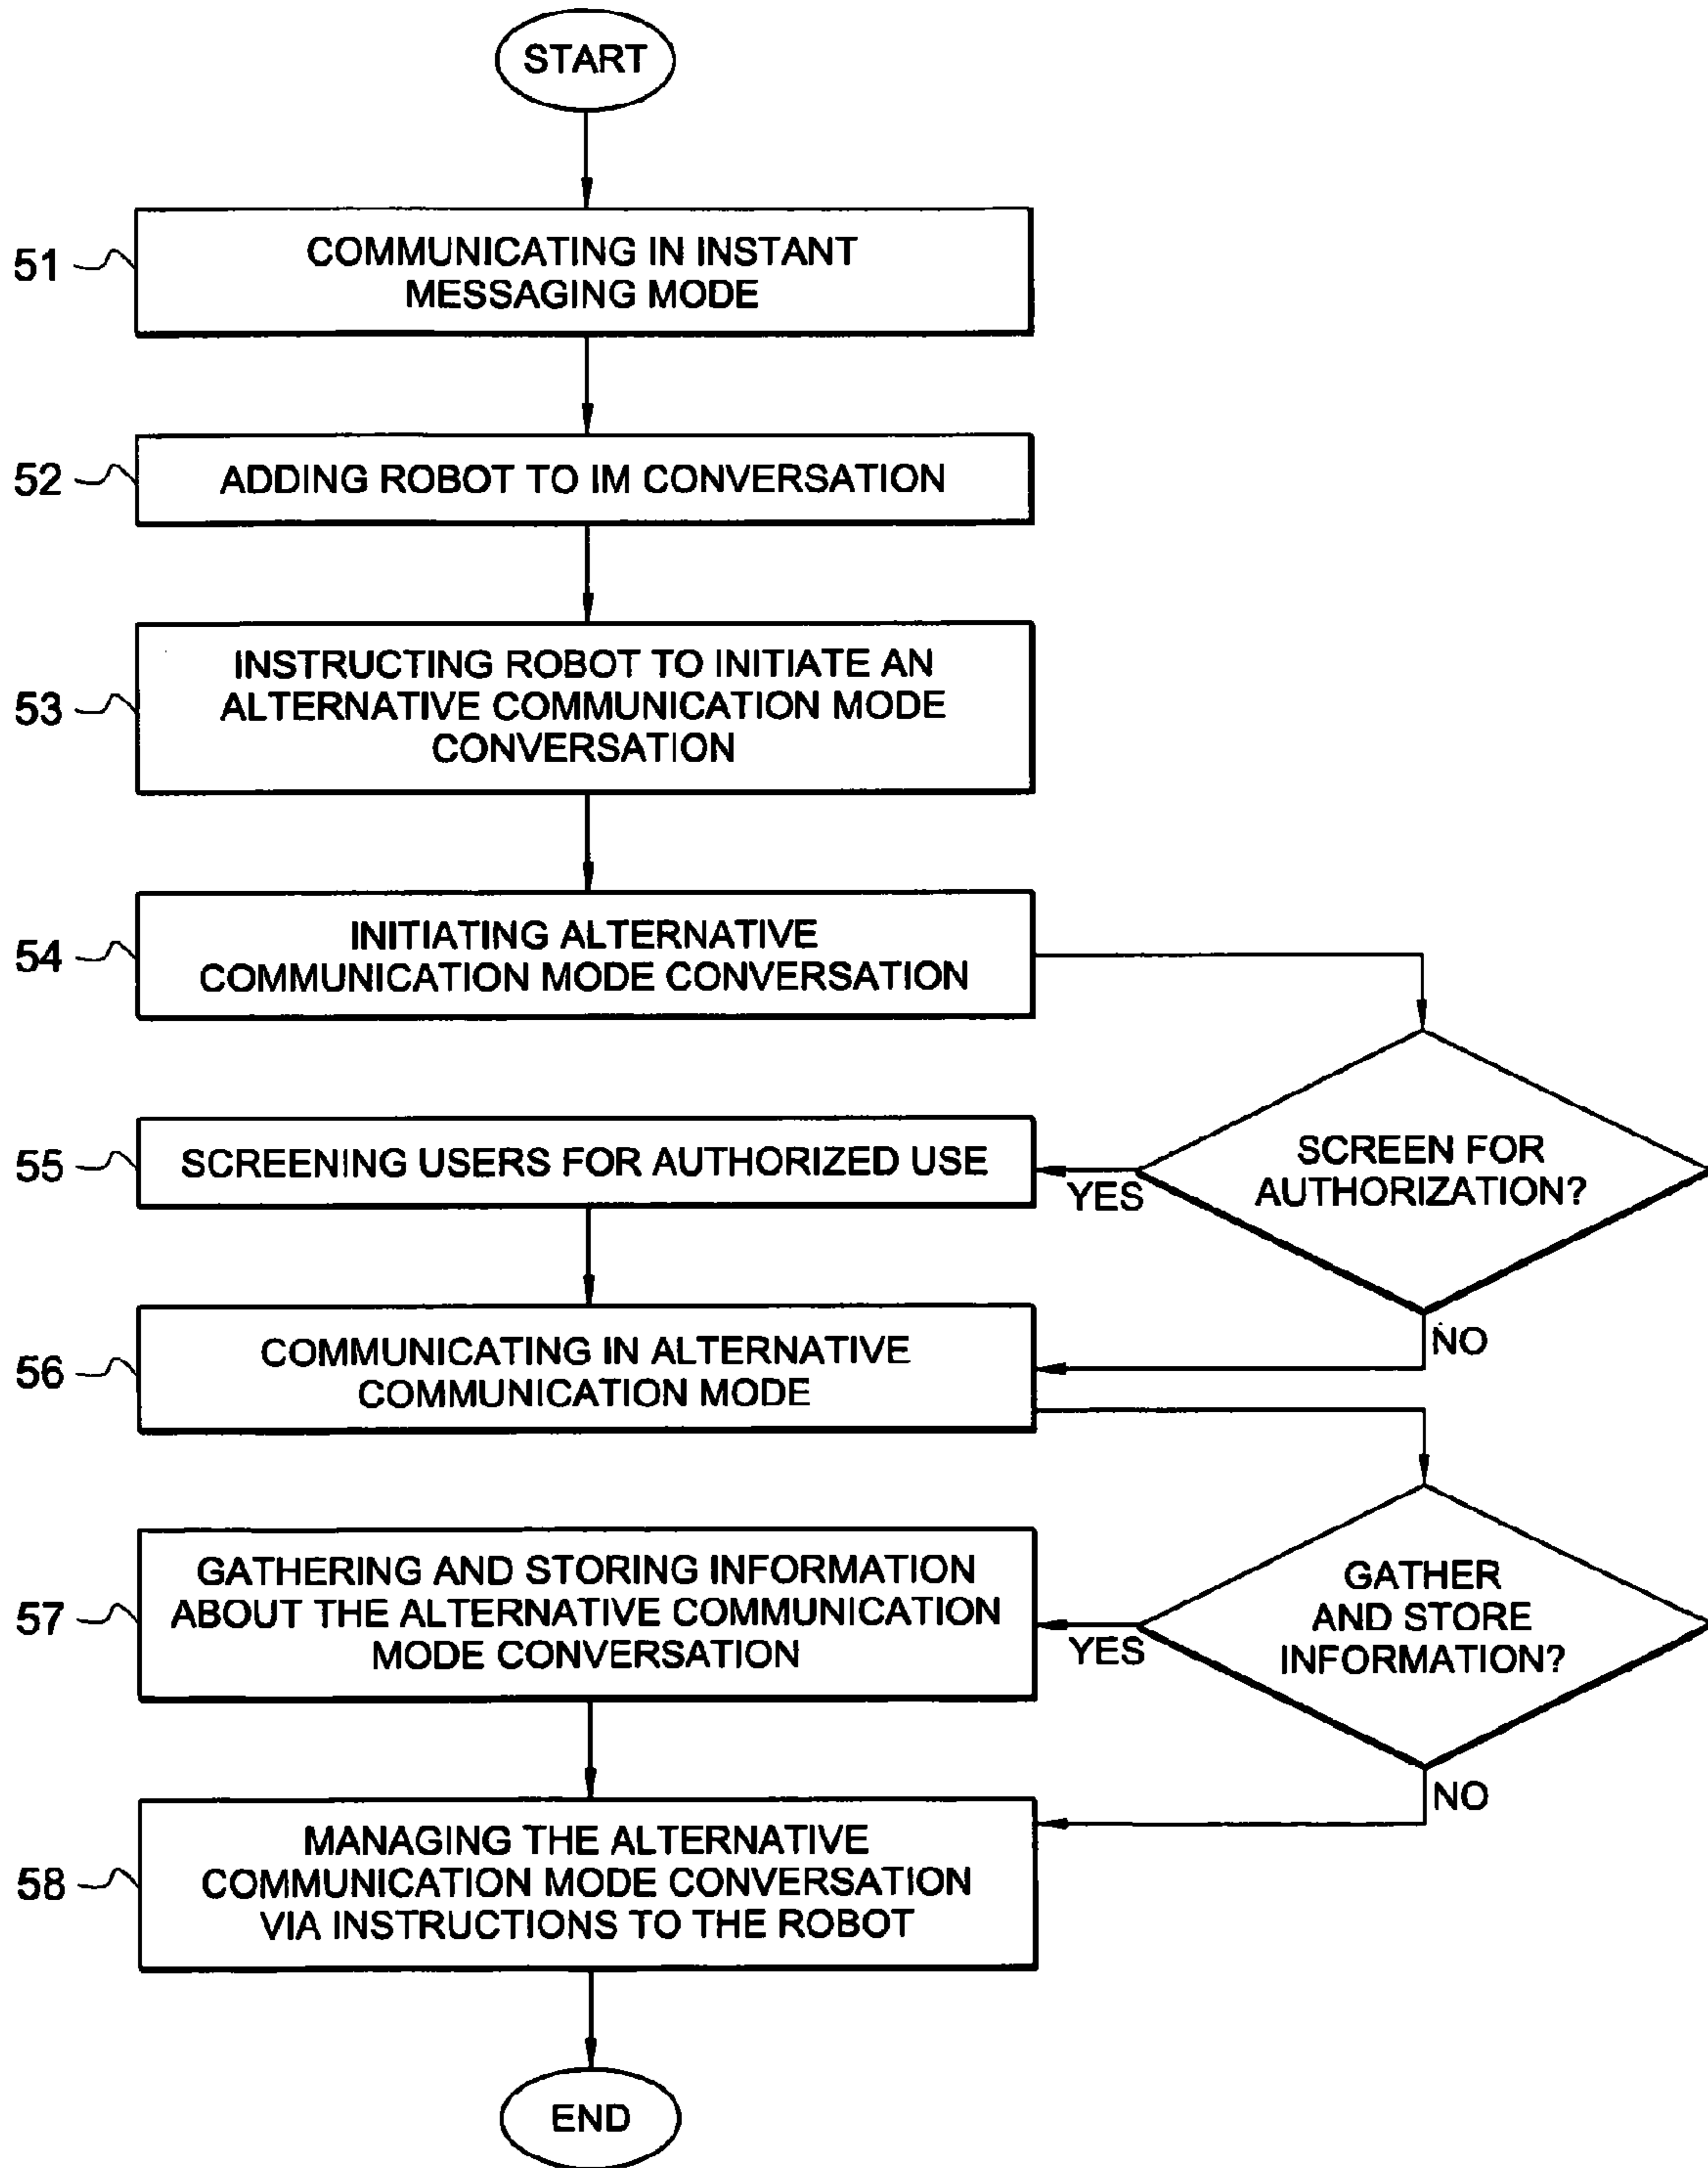 START
51
COMMUNICATING IN INSTANT
MESSAGING MODE
52
ADDING ROBOT TO IM CONVERSATION
53
INSTRUCTING ROBOT TO INITIATE AN
ALTERNATIVE COMMUNICATION MODE
CONVERSATION
54
INITIATING ALTERNATIVE
COMMUNICATION MODE CONVERSATION
SCREEN FOR
AUTHORIZATION?
YES
NO
55
SCREENING USERS FOR AUTHORIZED USE
56
COMMUNICATING IN ALTERNATIVE
COMMUNICATION MODE
GATHER
AND STORE
INFORMATION?
YES
NO
57
GATHERING AND STORING INFORMATION
ABOUT THE ALTERNATIVE COMMUNICATION
MODE CONVERSATION
58
MANAGING THE ALTERNATIVE
COMMUNICATION MODE CONVERSATION
VIA INSTRUCTIONS TO THE ROBOT
END